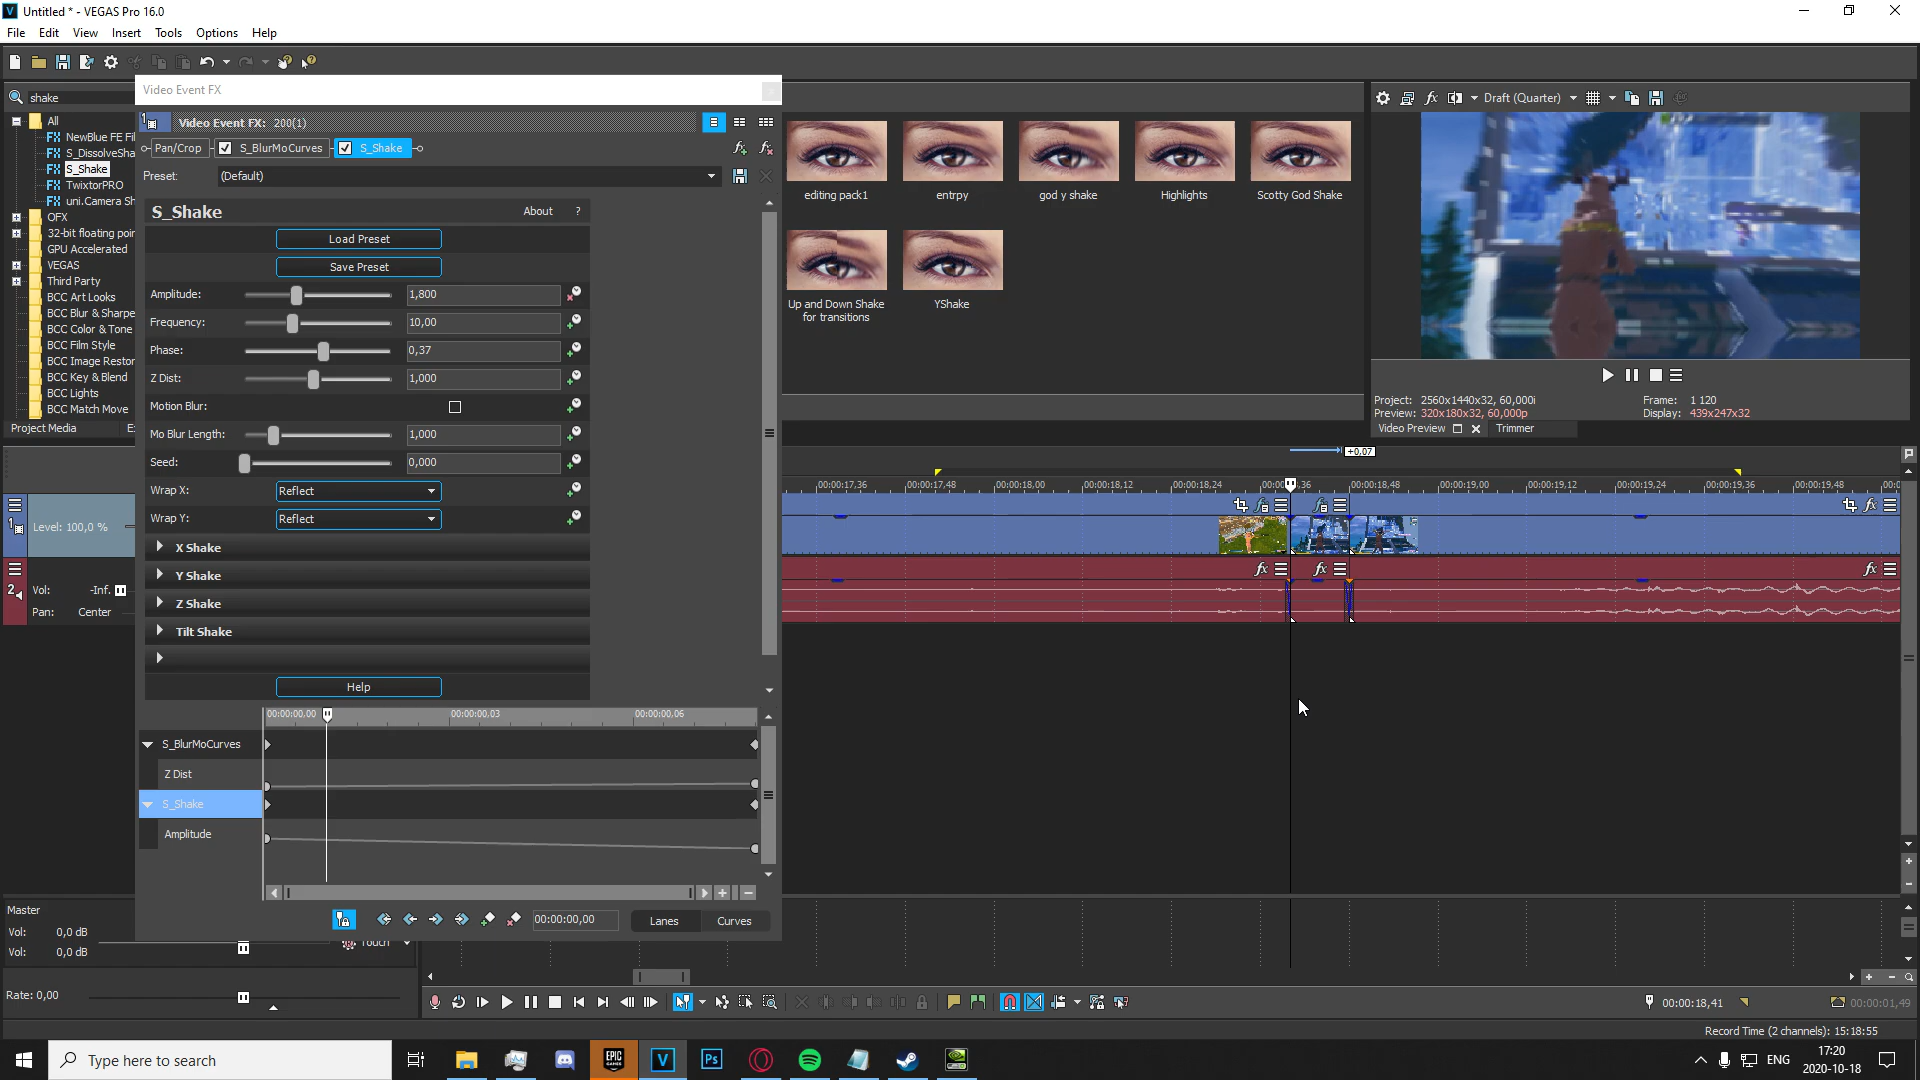 Untitled * - VEGAS Pro 16.0
File Edit View Insert Tools Options Help
shake
All
NewBlue FE Fil
S_DissolveSha
S_Shake
TwixtorPRO
uni.Camera Sh
OFX
32-bit floating poin
GPU Accelerated
VEGAS
Third Party
BCC Art Looks
BCC Blur & Sharpe
BCC Color & Tone
BCC Film Style
BCC Image Restor
BCC Key & Blend
BCC Lights
BCC Match Move
Project Media E
Video Event FX
Video Event FX: 200(1)
Pan/Crop S_BlurMoCurves S_Shake
Preset: (Default)
S_Shake About ?
Load Preset
Save Preset
Amplitude: 1,800
Frequency: 10,00
Phase: 0,37
Z Dist: 1,000
Motion Blur:
Mo Blur Length: 1,000
Seed: 0,000
Wrap X: Reflect
Wrap Y: Reflect
X Shake
Y Shake
Z Shake
Tilt Shake
Help
00:00:00,00 00:00:00,03 00:00:00,06
S_BlurMoCurves
Z Dist
S_Shake
Amplitude
00:00:00,00 Lanes Curves
editing pack1 entrpy god y shake Highlights Scotty God Shake
Up and Down Shake for transitions YShake
Draft (Quarter)
Project: 2560x1440x32, 60,000i Frame: 1 120
Preview: 320x180x32, 60,000p Display: 439x247x32
Video Preview Trimmer
+0,07
00:00:17,36 00:00:17,48 00:00:18,00 00:00:18,12 00:00:18,24 00:00:18,36 00:00:18,48 00:00:19,00 00:00:19,12 00:00:19,24 00:00:19,36 00:00:19,48
1 Level: 100,0 %
2 Vol: -Inf.
Pan: Center
Master
Vol: 0,0 dB
Vol: 0,0 dB
Touch
Rate: 0,00
00:00:18,41 00:00:01,49
Record Time (2 channels): 15:18:55
Type here to search
EPIC GAMES
V
Ps
ENG
17:20
2020-10-18